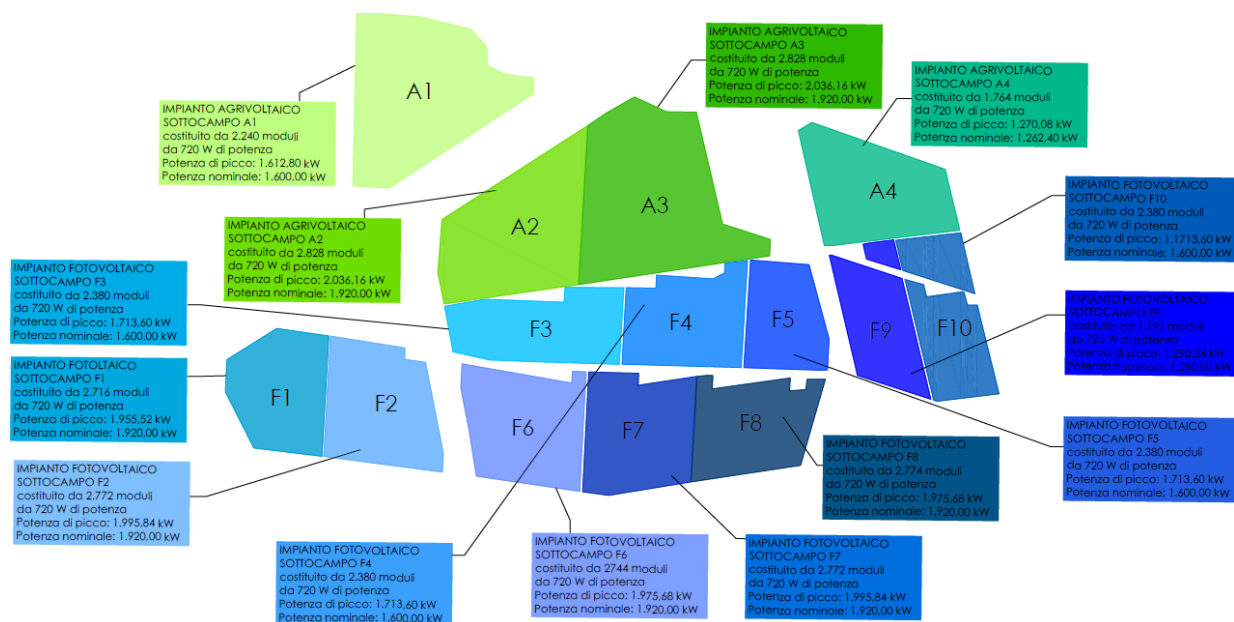 IMPIANTO AGRIVOLTAICO
SOTTOCAMPO A3
costituito da 2.828 moduli
da 720 W di potenza
Potenza di picco: 2.036,16 kW
Potenza nominale: 1.920,00 kW
IMPIANTO AGRIVOLTAICO
SOTTOCAMPO A4
costituito da 1.764 moduli
da 720 W di potenza
Potenza di picco: 1.270,08 kW
Potenza nominale: 1.262,40 kW
A1
IMPIANTO AGRIVOLTAICO
SOTTOCAMPO A1
costituito da 2.240 moduli
da 720 W di potenza
Potenza di picco: 1.612,80 kW
Potenza nominale: 1.600,00 kW
A2
A3
A4
IMPIANTO FOTOVOLTAICO
SOTTOCAMPO F10
costituito da 2.380 moduli
da 720 W di potenza
Potenza di picco: 1.1713,60 kW
Potenza nominale: 1.600,00 kW
IMPIANTO AGRIVOLTAICO
SOTTOCAMPO A2
costituito da 2.828 moduli
da 720 W di potenza
Potenza di picco: 2.036,16 kW
Potenza nominale: 1.920,00 kW
IMPIANTO FOTOVOLTAICO
SOTTOCAMPO F3
costituito da 2.380 moduli
da 720 W di potenza
Potenza di picco: 1.713,60 kW
Potenza nominale: 1.600,00 kW
F3
F4
F5
F9
F10
IMPIANTO FOTOVOLTAICO
SOTTOCAMPO F9
costituito da 1.792 moduli
da 720 W di potenza
Potenza di picco: 1.290,24 kW
Potenza nominale: 1.280,00 kW
IMPIANTO FOTOLTAICO
SOTTOCAMPO F1
costituito da 2.716 moduli
da 720 W di potenza
Potenza di picco: 1.955,52 kW
Potenza nominale: 1.920,00 kW
F1
F2
F6
F7
F8
IMPIANTO FOTOVOLTAICO
SOTTOCAMPO F5
costituito da 2.380 moduli
da 720 W di potenza
Potenza di picco: 1.713,60 kW
Potenza nominale: 1.600,00 kW
IMPIANTO FOTOVOLTAICO
SOTTOCAMPO F8
costituito da 2.774 moduli
da 720 W di potenza
Potenza di picco: 1.975,68 kW
Potenza nominale: 1.920,00 kW
IMPIANTO FOTOVOLTAICO
SOTTOCAMPO F2
costituito da 2.772 moduli
da 720 W di potenza
Potenza di picco: 1.995,84 kW
Potenza nominale: 1.920,00 kW
IMPIANTO FOTOVOLTAICO
SOTTOCAMPO F4
costituito da 2.380 moduli
da 720 W di potenza
Potenza di picco: 1.713,60 kW
Potenza nominale: 1.600,00 kW
IMPIANTO FOTOVOLTAICO
SOTTOCAMPO F6
costituito da 2744 moduli
da 720 W di potenza
Potenza di picco: 1.975,68 kW
Potenza nominale: 1.920,00 kW
IMPIANTO FOTOVOLTAICO
SOTTOCAMPO F7
costituito da 2.772 moduli
da 720 W di potenza
Potenza di picco: 1.995,84 kW
Potenza nominale: 1.920,00 kW